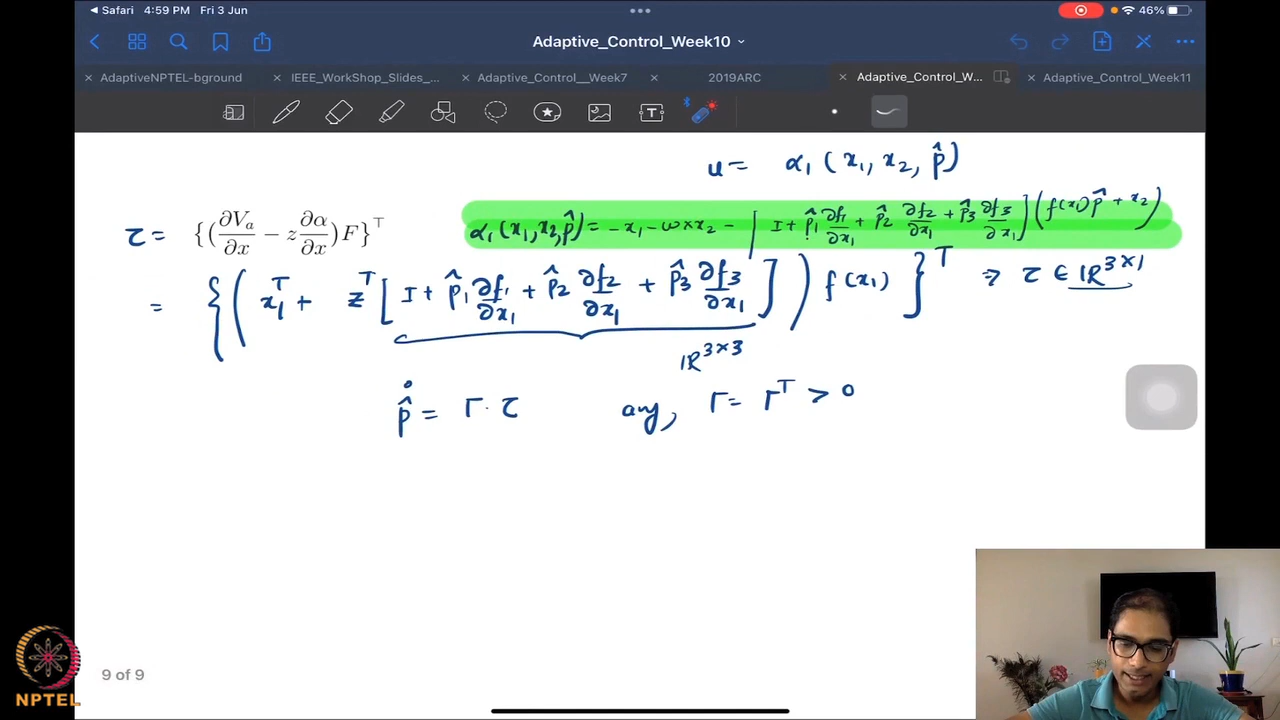 Safari 4:59 PM Fri 3 Jun 46%
Adaptive_Control_Week10
AdaptiveNPTEL-bground IEEE_WorkShop_Slides_... Adaptive_Control__Week7 2019ARC Adaptive_Control_W... Adaptive_Control_Week11
u = α₁(x₁, x₂, p̂)
τ = {(∂Vₐ/∂x − z ∂α/∂x)F}ᵀ α₁(x₁,x₂,p̂) = −x₁ − ω×x₂ − [I + p̂₁ ∂f₁/∂x₁ + p̂₂ ∂f₂/∂x₁ + p̂₃ ∂f₃/∂x₁](f(x₁)p̂ + x₂)
= {(x₁ᵀ + zᵀ[I + p̂₁ ∂f₁/∂x₁ + p̂₂ ∂f₂/∂x₁ + p̂₃ ∂f₃/∂x₁]) f(x₁)}ᵀ ⇒ τ ∈ ℝ³ˣ¹
ℝ³ˣ³
p̂̇ = Γ·τ any, Γ = Γᵀ > 0
9 of 9
NPTEL